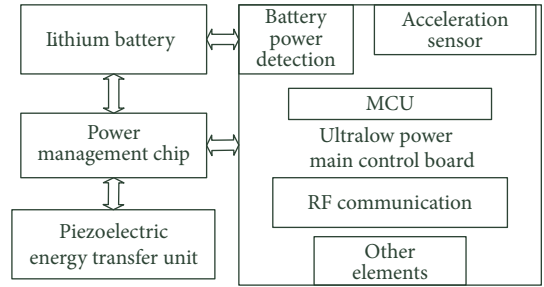 Lithium battery
Power
management chip
Piezoelectric
energy transfer unit
Battery
power
detection
Acceleration
sensor
MCU
Ultralow power
main control board
RF communication
Other
elements